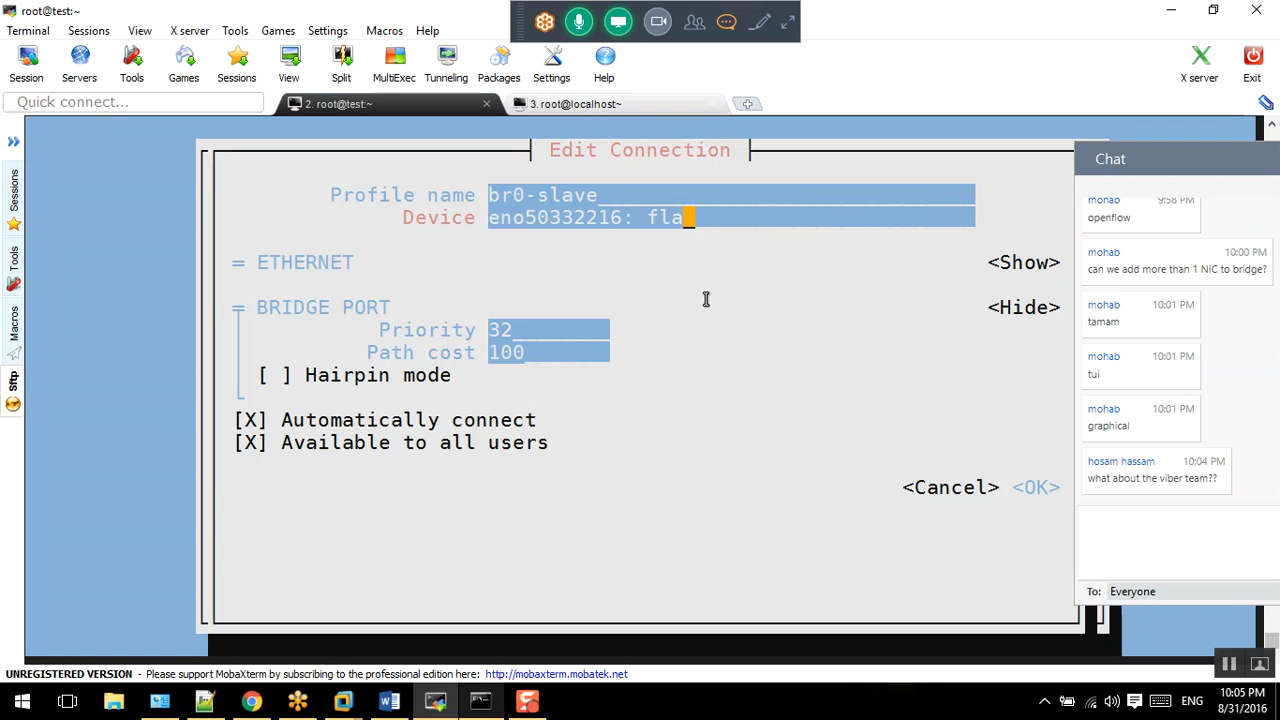 root@test:~
Terminal Sessions View X server Tools Games Settings Macros Help
Session Servers Tools Games Sessions View Split MultiExec Tunneling Packages Settings Help X server Exit
Quick connect...
2. root@test:~
3. root@localhost:~
Sessions
Tools
Macros
Sftp
Edit Connection
Profile name br0-slave
Device eno50332216: fla
= ETHERNET <Show>
BRIDGE PORT <Hide>
Priority 32
Path cost 100
[ ] Hairpin mode
[X] Automatically connect
[X] Available to all users
<Cancel> <OK>
Chat
mohab 9:58 PM
openflow
mohab 10:00 PM
can we add more than 1 NIC to bridge?
mohab 10:01 PM
tamam
mohab 10:01 PM
tui
mohab 10:01 PM
graphical
hosam hassam 10:04 PM
what about the viber team??
To: Everyone
UNREGISTERED VERSION - Please support MobaXterm by subscribing to the professional edition here: http://mobaxterm.mobatek.net
ENG
10:05 PM
8/31/2016